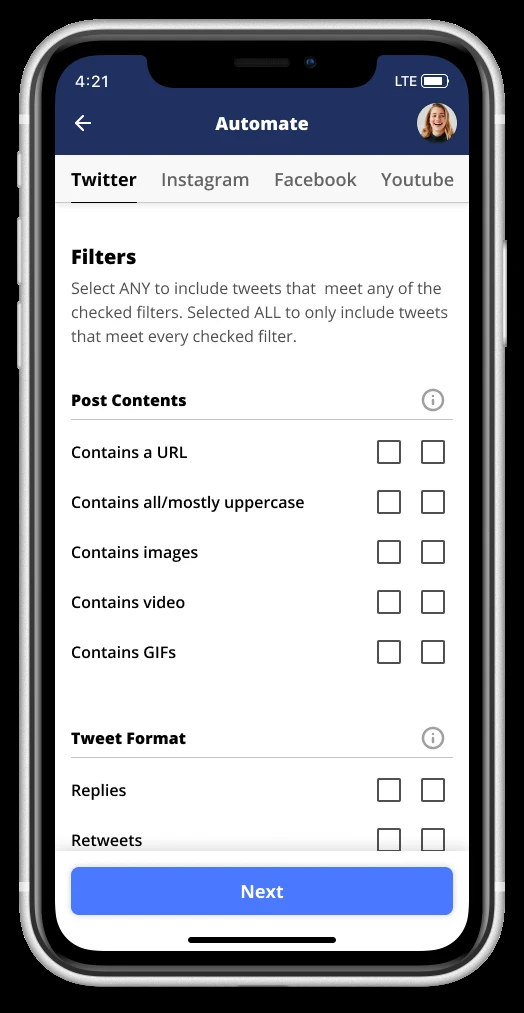 4:21 LTE
Automate
Twitter Instagram Facebook Youtube
Filters
Select ANY to include tweets that  meet any of the
checked filters. Selected ALL to only include tweets
that meet every checked filter.
Post Contents
Contains a URL
Contains all/mostly uppercase
Contains images
Contains video
Contains GIFs
Tweet Format
Replies
Retweets
Next